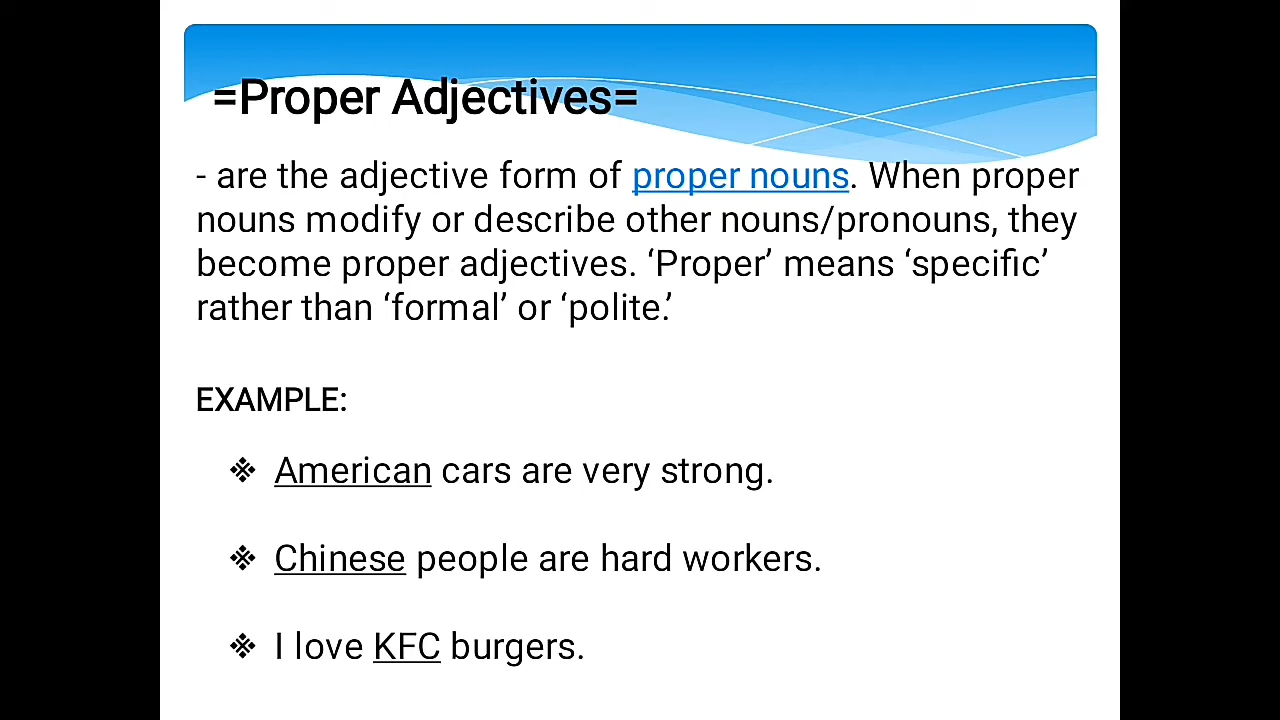 =Proper Adjectives=
- are the adjective form of proper nouns. When proper
nouns modify or describe other nouns/pronouns, they
become proper adjectives. ‘Proper’ means ‘specific’
rather than ‘formal’ or ‘polite.’
EXAMPLE:
❖ American cars are very strong.
❖ Chinese people are hard workers.
❖ I love KFC burgers.